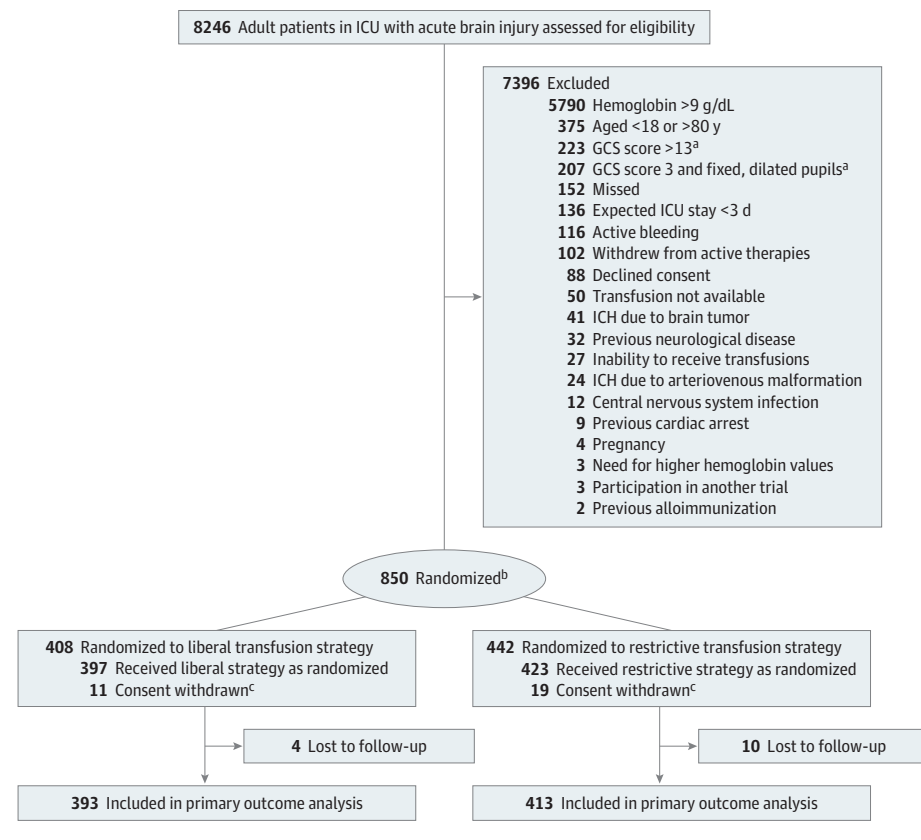 8246 Adult patients in ICU with acute brain injury assessed for eligibility
7396 Excluded
5790 Hemoglobin >9 g/dL
375 Aged <18 or >80 y
223 GCS score >13ᵃ
207 GCS score 3 and fixed, dilated pupilsᵃ
152 Missed
136 Expected ICU stay <3 d
116 Active bleeding
102 Withdrew from active therapies
88 Declined consent
50 Transfusion not available
41 ICH due to brain tumor
32 Previous neurological disease
27 Inability to receive transfusions
24 ICH due to arteriovenous malformation
12 Central nervous system infection
9 Previous cardiac arrest
4 Pregnancy
3 Need for higher hemoglobin values
3 Participation in another trial
2 Previous alloimmunization
850 Randomizedᵇ
408 Randomized to liberal transfusion strategy
397 Received liberal strategy as randomized
11 Consent withdrawnᶜ
442 Randomized to restrictive transfusion strategy
423 Received restrictive strategy as randomized
19 Consent withdrawnᶜ
4 Lost to follow-up
10 Lost to follow-up
393 Included in primary outcome analysis
413 Included in primary outcome analysis